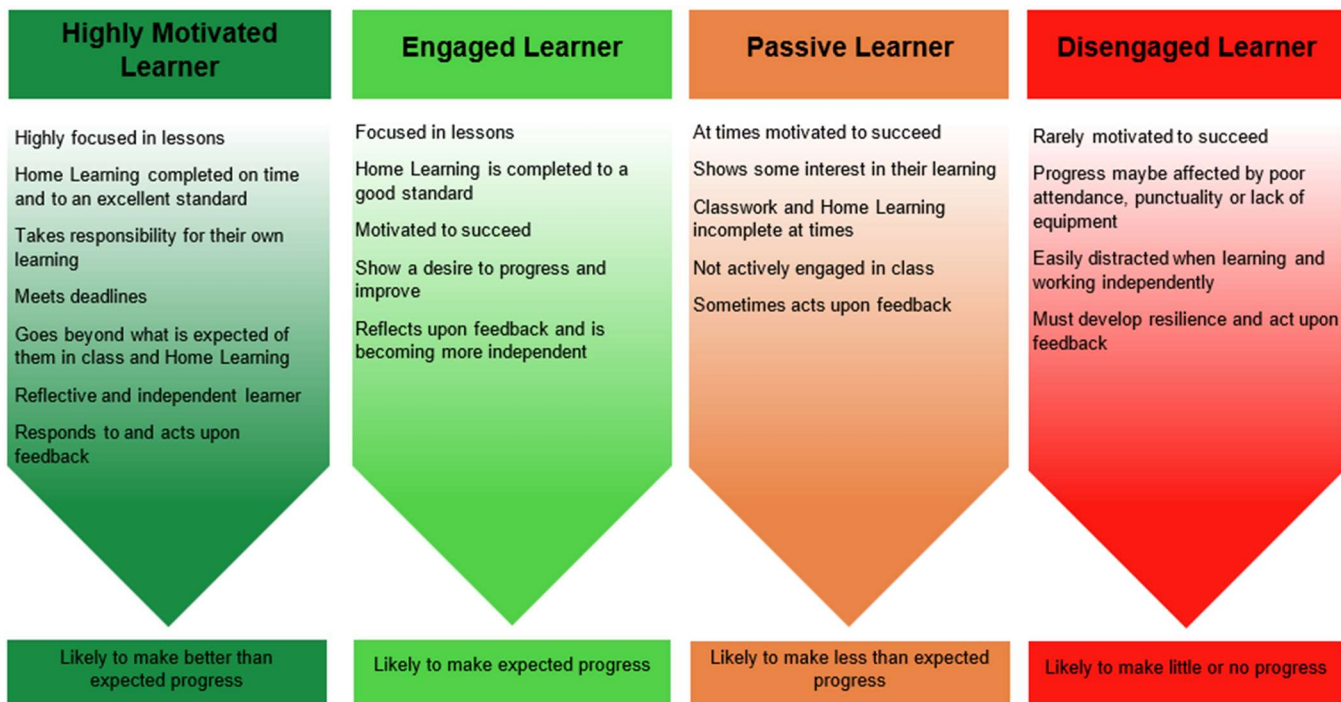 Highly Motivated
Learner
Highly focused in lessons
Home Learning completed on time
and to an excellent standard
Takes responsibility for their own
learning
Meets deadlines
Goes beyond what is expected of
them in class and Home Learning
Reflective and independent learner
Responds to and acts upon
feedback
Likely to make better than
expected progress
Engaged Learner
Focused in lessons
Home Learning is completed to a
good standard
Motivated to succeed
Show a desire to progress and
improve
Reflects upon feedback and is
becoming more independent
Likely to make expected progress
Passive Learner
At times motivated to succeed
Shows some interest in their learning
Classwork and Home Learning
incomplete at times
Not actively engaged in class
Sometimes acts upon feedback
Likely to make less than expected
progress
Disengaged Learner
Rarely motivated to succeed
Progress maybe affected by poor
attendance, punctuality or lack of
equipment
Easily distracted when learning and
working independently
Must develop resilience and act upon
feedback
Likely to make little or no progress